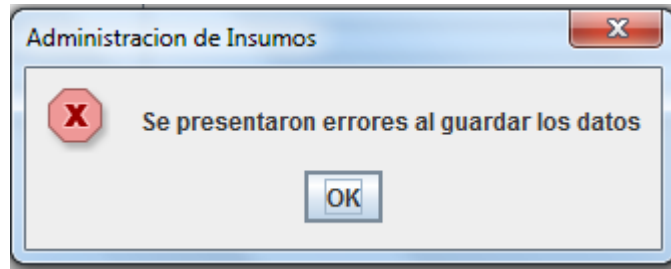 Administracion de Insumos
Se presentaron errores al guardar los datos
OK